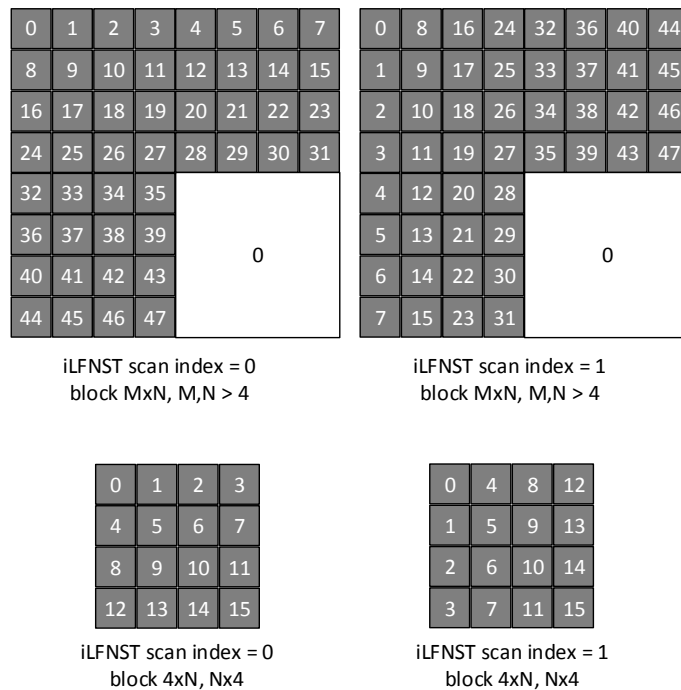 0 1 2 3 4 5 6 7
8 9 10 11 12 13 14 15
16 17 18 19 20 21 22 23
24 25 26 27 28 29 30 31
32 33 34 35
36 37 38 39
0
40 41 42 43
44 45 46 47
iLFNST scan index = 0
block MxN, M,N > 4
0 8 16 24 32 36 40 44
1 9 17 25 33 37 41 45
2 10 18 26 34 38 42 46
3 11 19 27 35 39 43 47
4 12 20 28
5 13 21 29
0
6 14 22 30
7 15 23 31
iLFNST scan index = 1
block MxN, M,N > 4
0 1 2 3
4 5 6 7
8 9 10 11
12 13 14 15
iLFNST scan index = 0
block 4xN, Nx4
0 4 8 12
1 5 9 13
2 6 10 14
3 7 11 15
iLFNST scan index = 1
block 4xN, Nx4